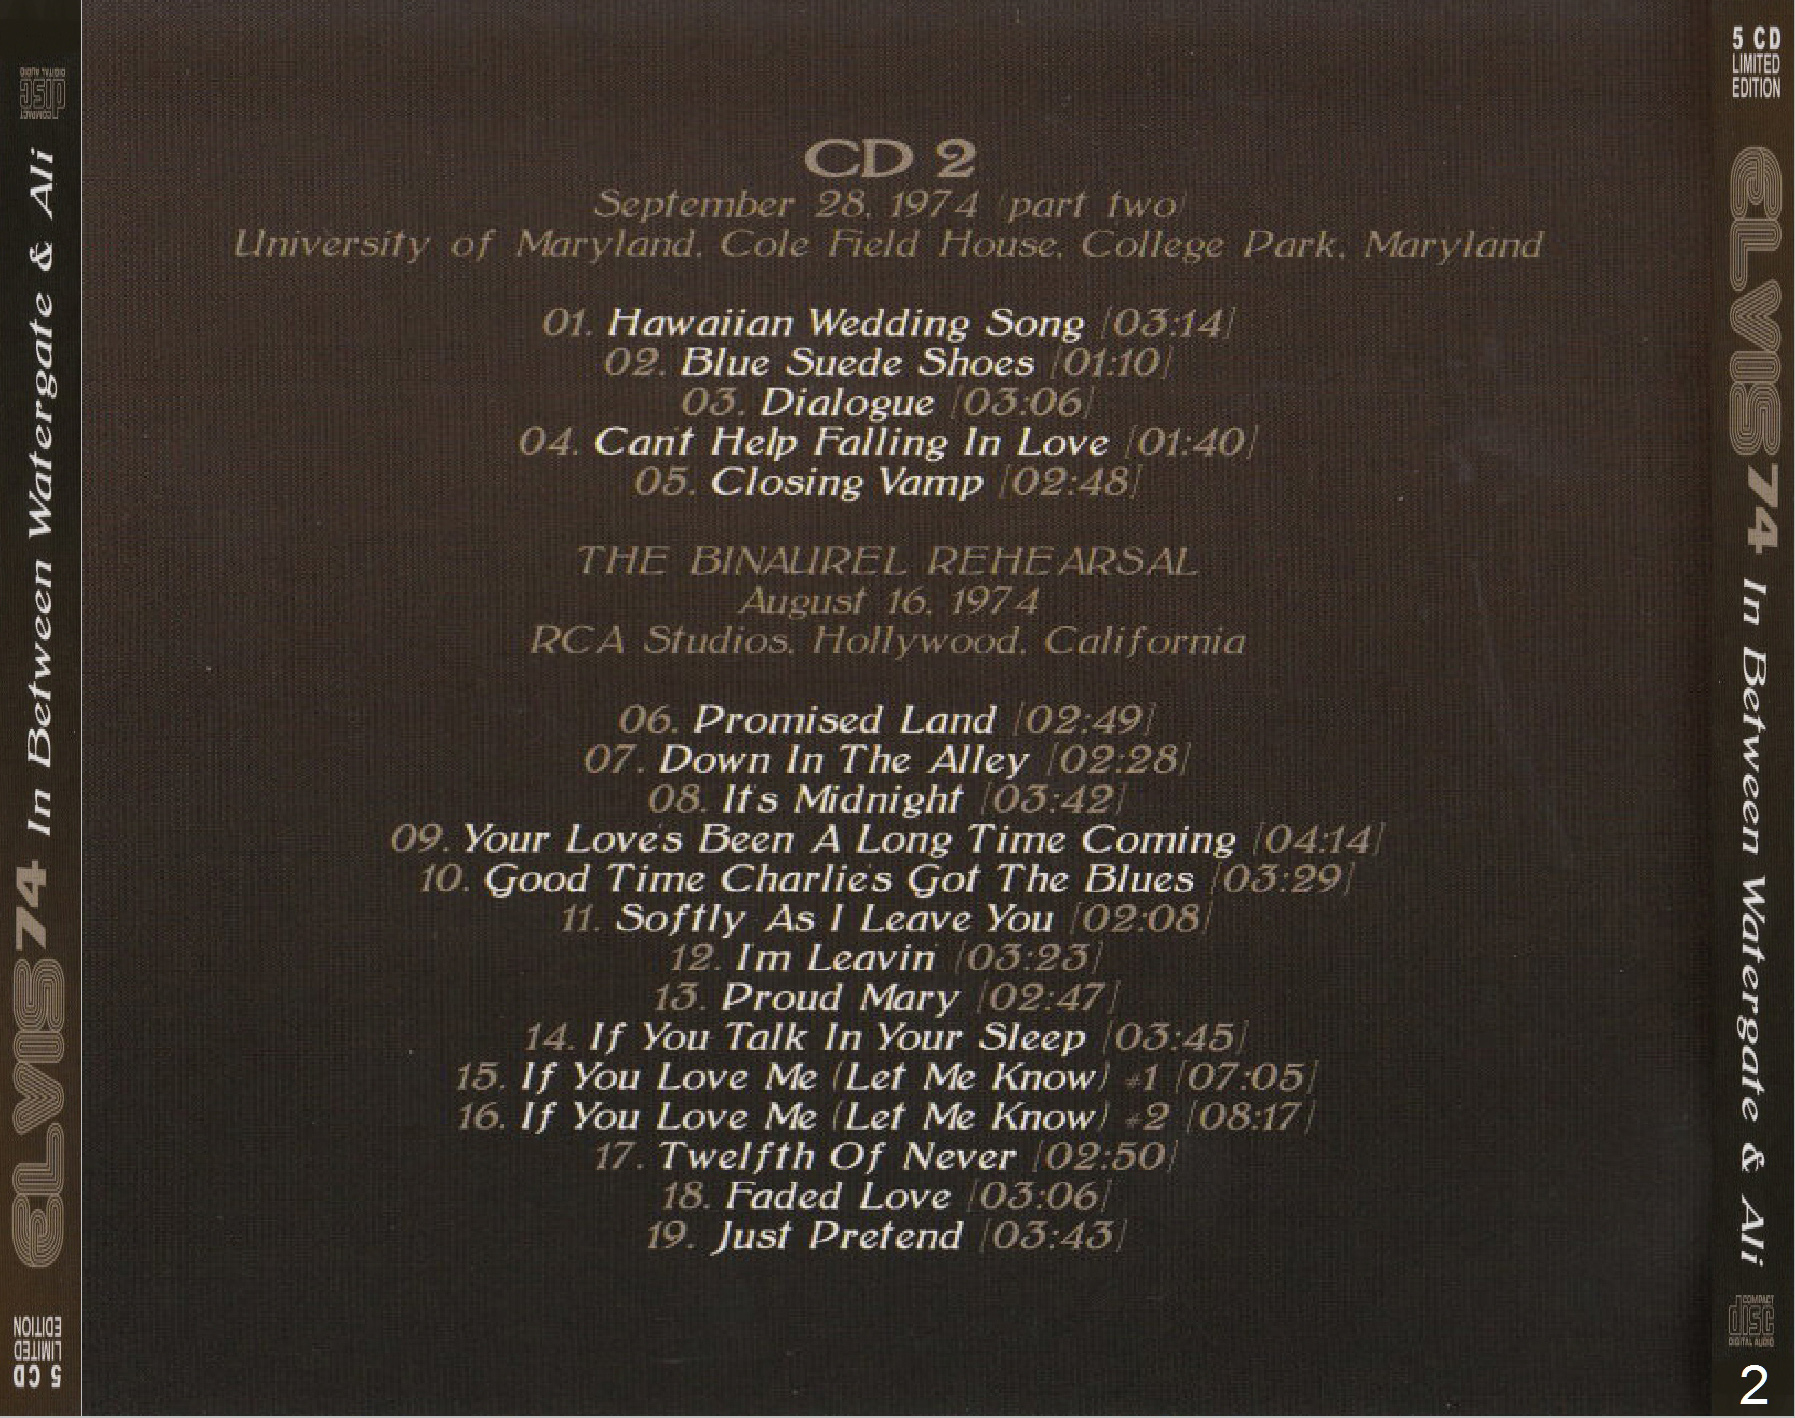 COMPACT
disc
DIGITAL AUDIO
ELVIS 74 In Between Watergate & Ali
5 CD
LIMITED
EDITION
CD 2
September 28, 1974 (part two)
University of Maryland, Cole Field House, College Park, Maryland
01. Hawaiian Wedding Song [03:14]
02. Blue Suede Shoes [01:10]
03. Dialogue [03:06]
04. Can't Help Falling In Love [01:40]
05. Closing Vamp [02:48]
THE BINAUREL REHEARSAL
August 16, 1974
RCA Studios, Hollywood, California
06. Promised Land [02:49]
07. Down In The Alley [02:28]
08. It's Midnight [03:42]
09. Your Love's Been A Long Time Coming [04:14]
10. Good Time Charlie's Got The Blues [03:29]
11. Softly As I Leave You [02:08]
12. I'm Leavin' [03:23]
13. Proud Mary [02:47]
14. If You Talk In Your Sleep [03:45]
15. If You Love Me (Let Me Know) #1 [07:05]
16. If You Love Me (Let Me Know) #2 [08:17]
17. Twelfth Of Never [02:50]
18. Faded Love [03:06]
19. Just Pretend [03:43]
5 CD
LIMITED
EDITION
ELVIS 74 In Between Watergate & Ali
COMPACT
disc
DIGITAL AUDIO
2